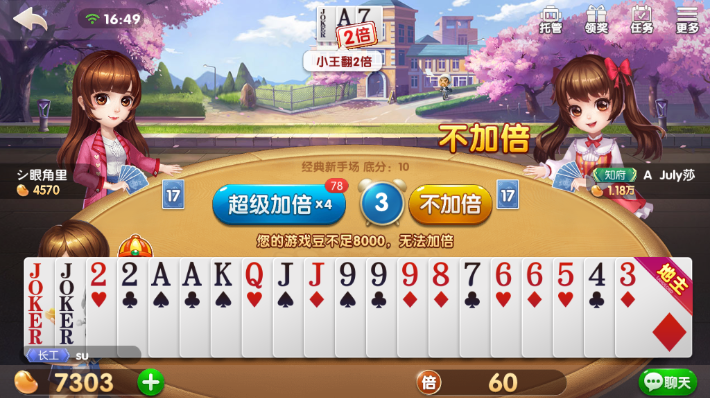 16:49
JOKER A 7
2倍
小王翻2倍
托管 领奖 任务 更多
不加倍
经典新手场 底分：10
シ眼角里
4570
知府 A July莎
1.18万
17
超级加倍×4
78
3
不加倍
17
您的游戏豆不足8000，无法加倍
JOKER JOKER 2 2 A A K Q J J 9 9 9 8 7 6 6 5 4 3
地主
长工 su
7303
倍 60
聊天